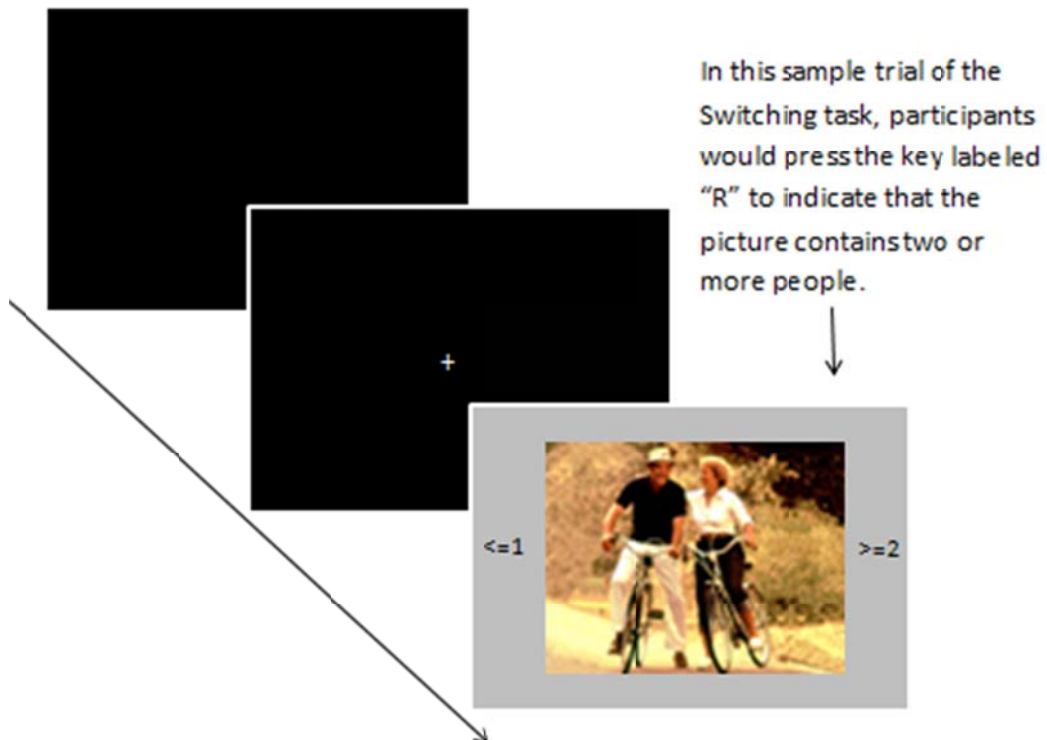 In this sample trial of the
Switching task, participants
would press the key labeled
“R” to indicate that the
picture contains two or
more people.
+
<=1
>=2